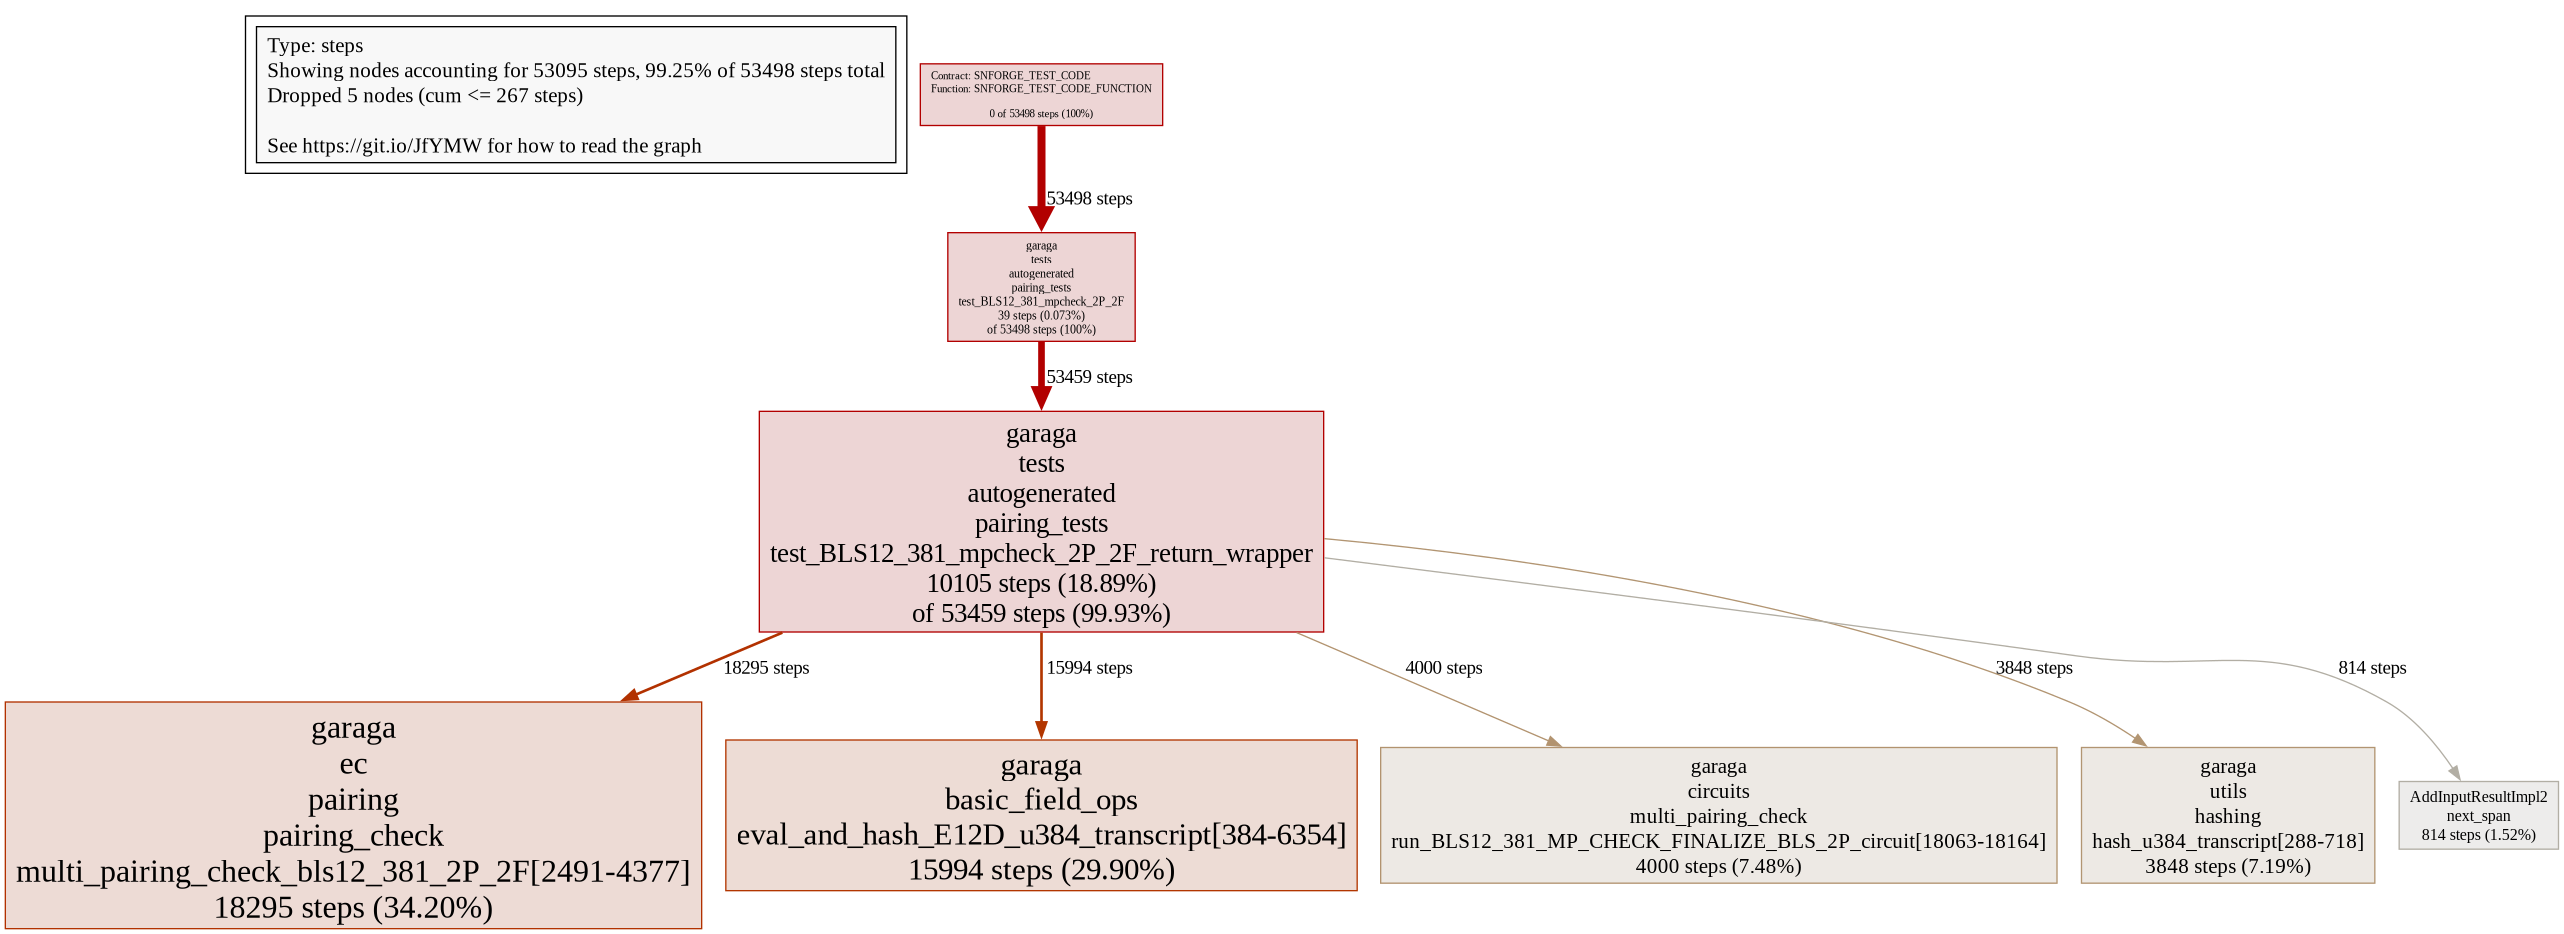 Type: steps
Showing nodes accounting for 53095 steps, 99.25% of 53498 steps total
Dropped 5 nodes (cum <= 267 steps)
See https://git.io/JfYMW for how to read the graph
Contract: SNFORGE_TEST_CODE
Function: SNFORGE_TEST_CODE_FUNCTION
0 of 53498 steps (100%)
53498 steps
garaga
tests
autogenerated
pairing_tests
test_BLS12_381_mpcheck_2P_2F
39 steps (0.073%)
of 53498 steps (100%)
53459 steps
garaga
tests
autogenerated
pairing_tests
test_BLS12_381_mpcheck_2P_2F_return_wrapper
10105 steps (18.89%)
of 53459 steps (99.93%)
18295 steps
15994 steps
4000 steps
3848 steps
814 steps
garaga
ec
pairing
pairing_check
multi_pairing_check_bls12_381_2P_2F[2491-4377]
18295 steps (34.20%)
garaga
basic_field_ops
eval_and_hash_E12D_u384_transcript[384-6354]
15994 steps (29.90%)
garaga
circuits
multi_pairing_check
run_BLS12_381_MP_CHECK_FINALIZE_BLS_2P_circuit[18063-18164]
4000 steps (7.48%)
garaga
utils
hashing
hash_u384_transcript[288-718]
3848 steps (7.19%)
AddInputResultImpl2
next_span
814 steps (1.52%)